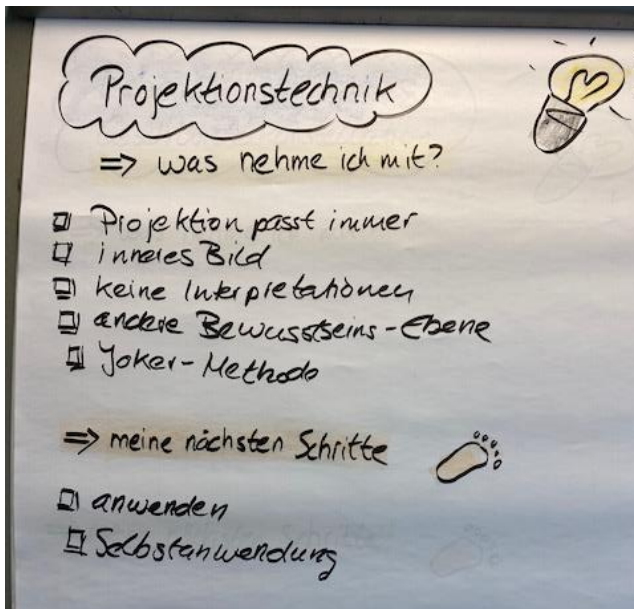 Projektionstechnik
=> was nehme ich mit?
Projektion passt immer
inneres Bild
keine Interpretationen
andere Bewusstseins-Ebene
Joker-Methode
=> meine nächsten Schritte
anwenden
Selbstanwendung